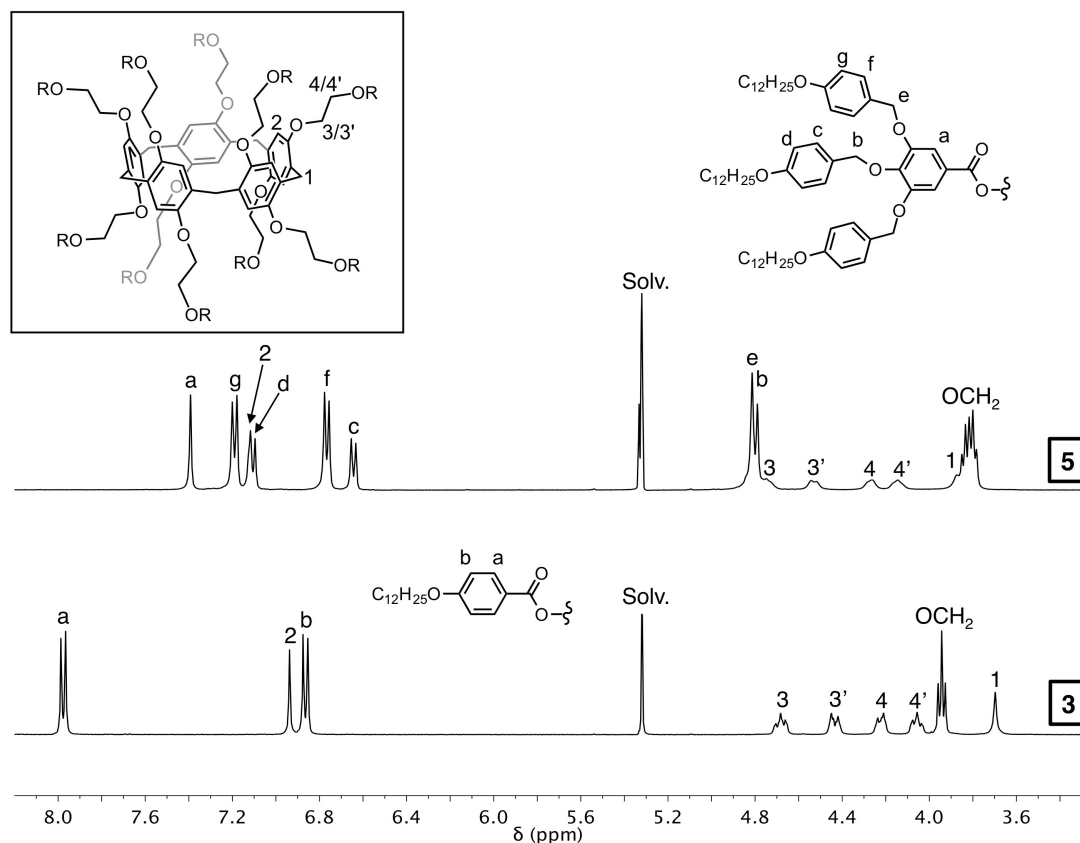 RO
RO
RO
RO
4/4'
OR
O
O
O
O
O
O
2
3/3'
1
RO
O
O
O
O
RO
RO
RO
OR
OR
g
f
C12H25O
e
d
c
b
O
a
O
C12H25O
O
O
O
C12H25O
a
g
2
d
f
c
Solv.
e
b
3
3’
4
4’
1
OCH2
5
b
a
C12H25O
O
O
a
2
b
Solv.
3
3’
4
4’
OCH2
1
3
8.0 7.6 7.2 6.8 6.4 6.0 5.6 5.2 4.8 4.4 4.0 3.6
δ (ppm)